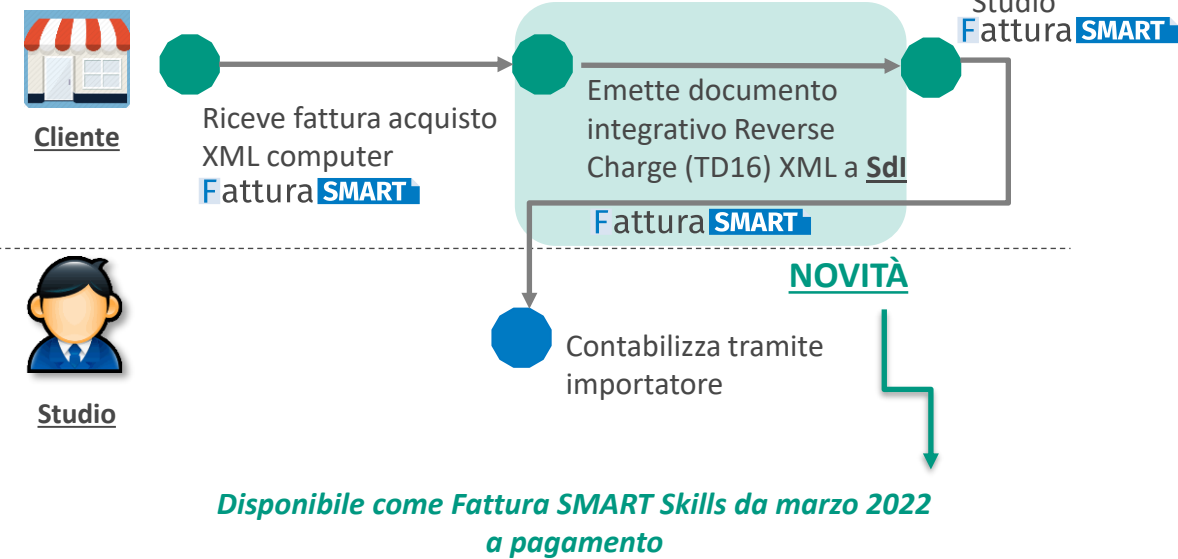 Studio
Fattura SMART
Cliente
Riceve fattura acquisto
XML computer
Fattura SMART
Emette documento
integrativo Reverse
Charge (TD16) XML a SdI
Fattura SMART
NOVITÀ
Contabilizza tramite
importatore
Studio
Disponibile come Fattura SMART Skills da marzo 2022
a pagamento